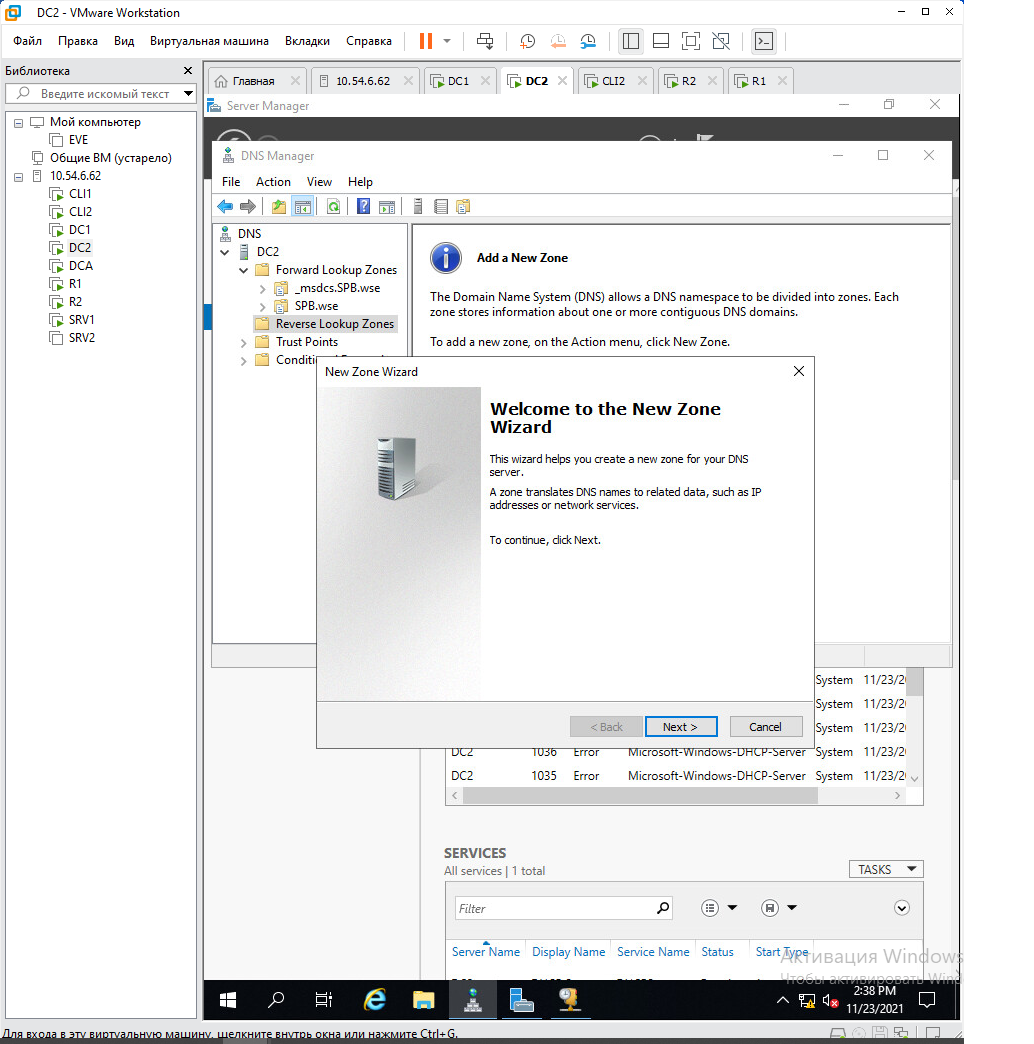 DC2 - VMware Workstation
Файл Правка Вид Виртуальная машина Вкладки Справка
Библиотека
Введите искомый текст
Мой компьютер
EVE
Общие ВМ (устарело)
10.54.6.62
CLI1
CLI2
DC1
DC2
DCA
R1
R2
SRV1
SRV2
Главная 10.54.6.62 DC1 DC2 CLI2 R2 R1
Server Manager
DNS Manager
File Action View Help
DNS
DC2
Forward Lookup Zones
_msdcs.SPB.wse
SPB.wse
Reverse Lookup Zones
Trust Points
Add a New Zone
The Domain Name System (DNS) allows a DNS namespace to be divided into zones. Each
zone stores information about one or more contiguous DNS domains.
To add a new zone, on the Action menu, click New Zone.
New Zone Wizard
Welcome to the New Zone
Wizard
This wizard helps you create a new zone for your DNS
server.
A zone translates DNS names to related data, such as IP
addresses or network services.
To continue, click Next.
< Back Next > Cancel
System 11/23/20
System 11/23/20
System 11/23/20
DC2 1036 Error Microsoft-Windows-DHCP-Server System 11/23/20
DC2 1035 Error Microsoft-Windows-DHCP-Server System 11/23/20
SERVICES
All services | 1 total
TASKS
Filter
Server Name Display Name Service Name Status Start Type
Активация Windows
Чтобы активировать Wind
2:38 PM
11/23/2021
Для входа в эту виртуальную машину, щелкните внутрь окна или нажмите Ctrl+G.